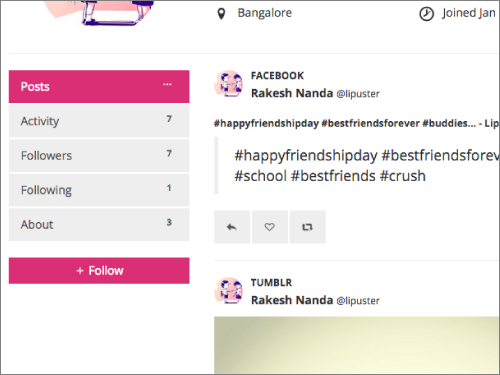 Bangalore
Joined Jan
Posts ...
Activity 7
Followers 7
Following 1
About 3
+ Follow
FACEBOOK
Rakesh Nanda @lipuster
#happyfriendshipday #bestfriendsforever #buddies... - Lip
#happyfriendshipday #bestfriendsforev
#school #bestfriends #crush
TUMBLR
Rakesh Nanda @lipuster